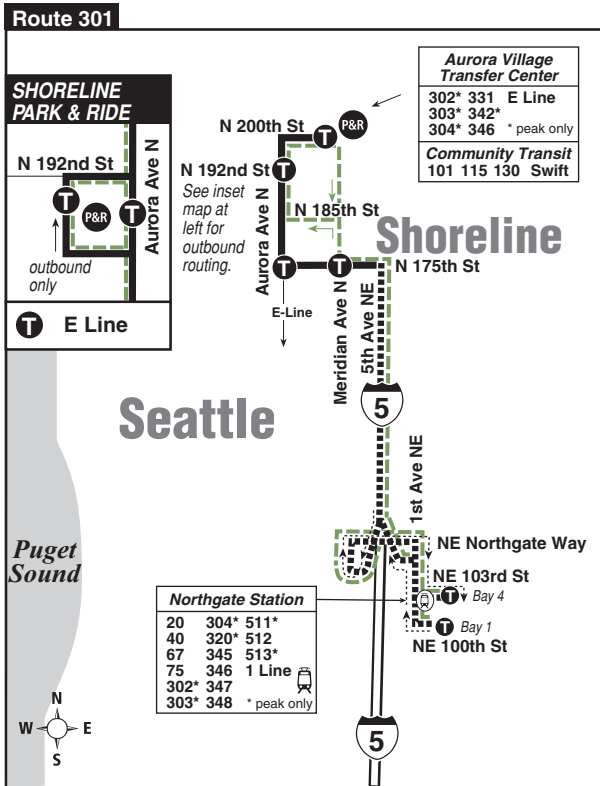 Route 301
SHORELINE
PARK & RIDE
N 192nd St
T
P&R
T
Aurora Ave N
outbound
only
T E Line
Aurora Village
Transfer Center
302* 331 E Line
303* 342*
304* 346 * peak only
Community Transit
101 115 130 Swift
N 200th St
T
P&R
N 192nd St
T
See inset
map at
left for
outbound
routing.
N 185th St
Aurora Ave N
Shoreline
T
T
N 175th St
E-Line
Meridian Ave N
5th Ave NE
5
Seattle
1st Ave NE
NE Northgate Way
Puget
Sound
NE 103rd St
T Bay 4
T Bay 1
NE 100th St
Northgate Station
20 304* 511*
40 320* 512
67 345 513*
75 346 1 Line
302* 347
303* 348 * peak only
N
W E
S
5